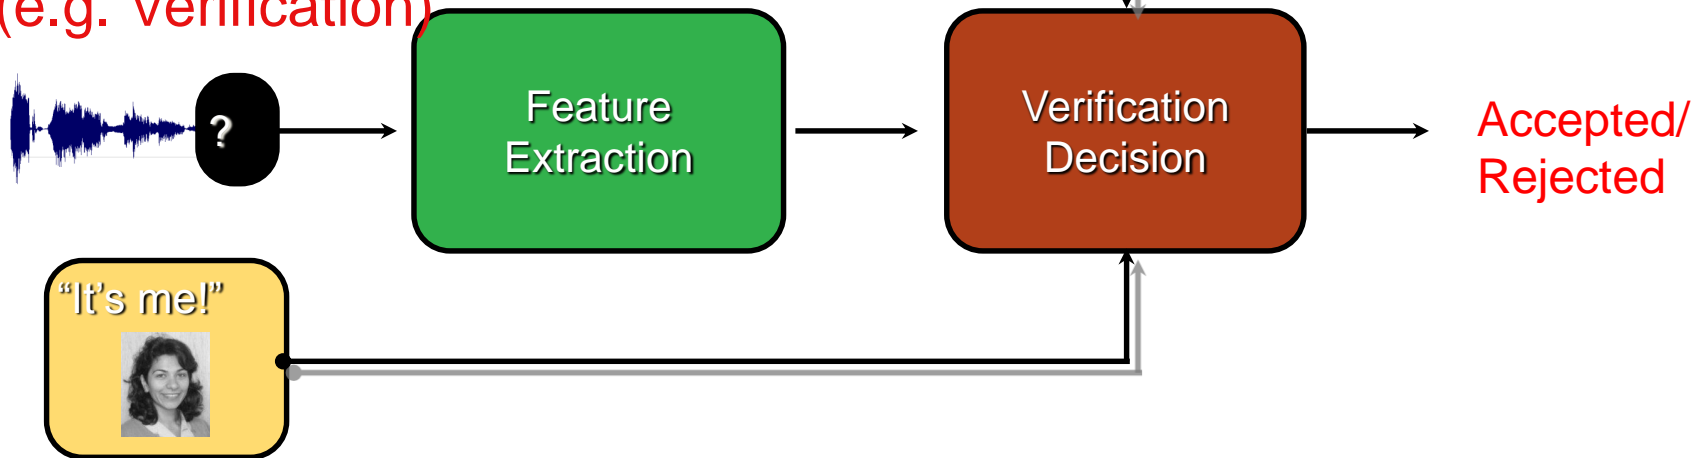 (e.g. Verification)
?
Feature
Extraction
Verification
Decision
Accepted/
Rejected
“It’s me!”